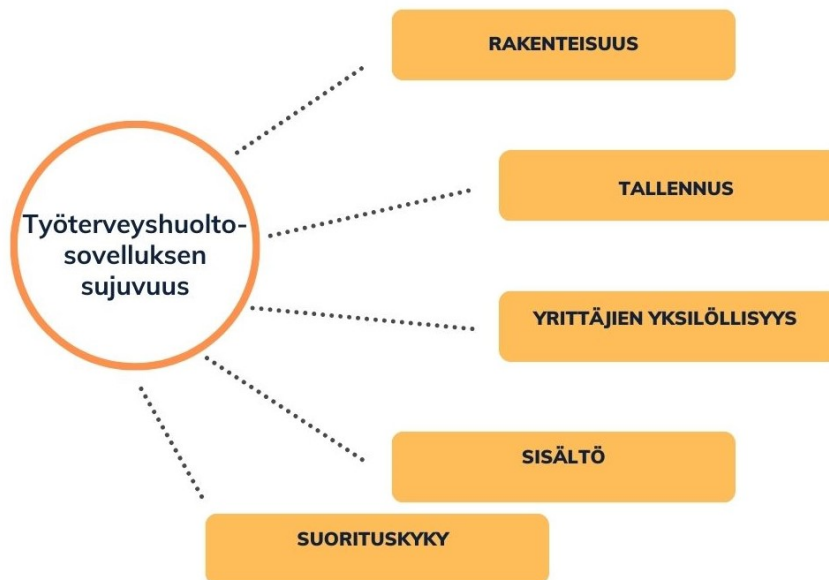 RAKENTEISUUS
TALLENNUS
Työterveyshuolto-
sovelluksen
sujuvuus
YRITTÄJIEN YKSILÖLLISYYS
SISÄLTÖ
SUORITUSKYKY